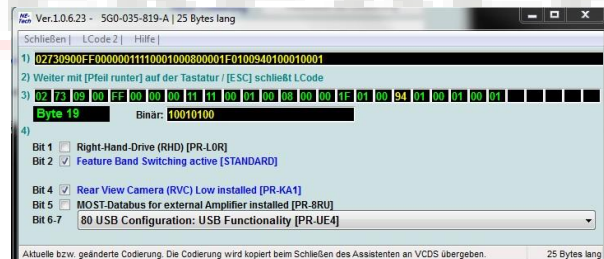 NE-Tech Ver.1.0.6.23 - 5G0-035-819-A | 25 Bytes lang
Schließen | LCode 2 | Hilfe |
1) 02730900FF00000011110001000800001F0100940100010001
2) Weiter mit [Pfeil runter] auf der Tastatur / [ESC] schließt LCode
3) 02 73 09 00 FF 00 00 00 11 11 00 01 00 08 00 00 1F 01 00 94 01 00 01 00 01
Byte 19 Binär: 10010100
4)
Bit 1 Right-Hand-Drive (RHD) [PR-L0R]
Bit 2 Feature Band Switching active [STANDARD]
Bit 4 Rear View Camera (RVC) Low installed [PR-KA1]
Bit 5 MOST-Databus for external Amplifier installed [PR-8RU]
Bit 6-7 80 USB Configuration: USB Functionality [PR-UE4]
Aktuelle bzw. geänderte Codierung. Die Codierung wird kopiert beim Schließen des Assistenten an VCDS übergeben. 25 Bytes lang